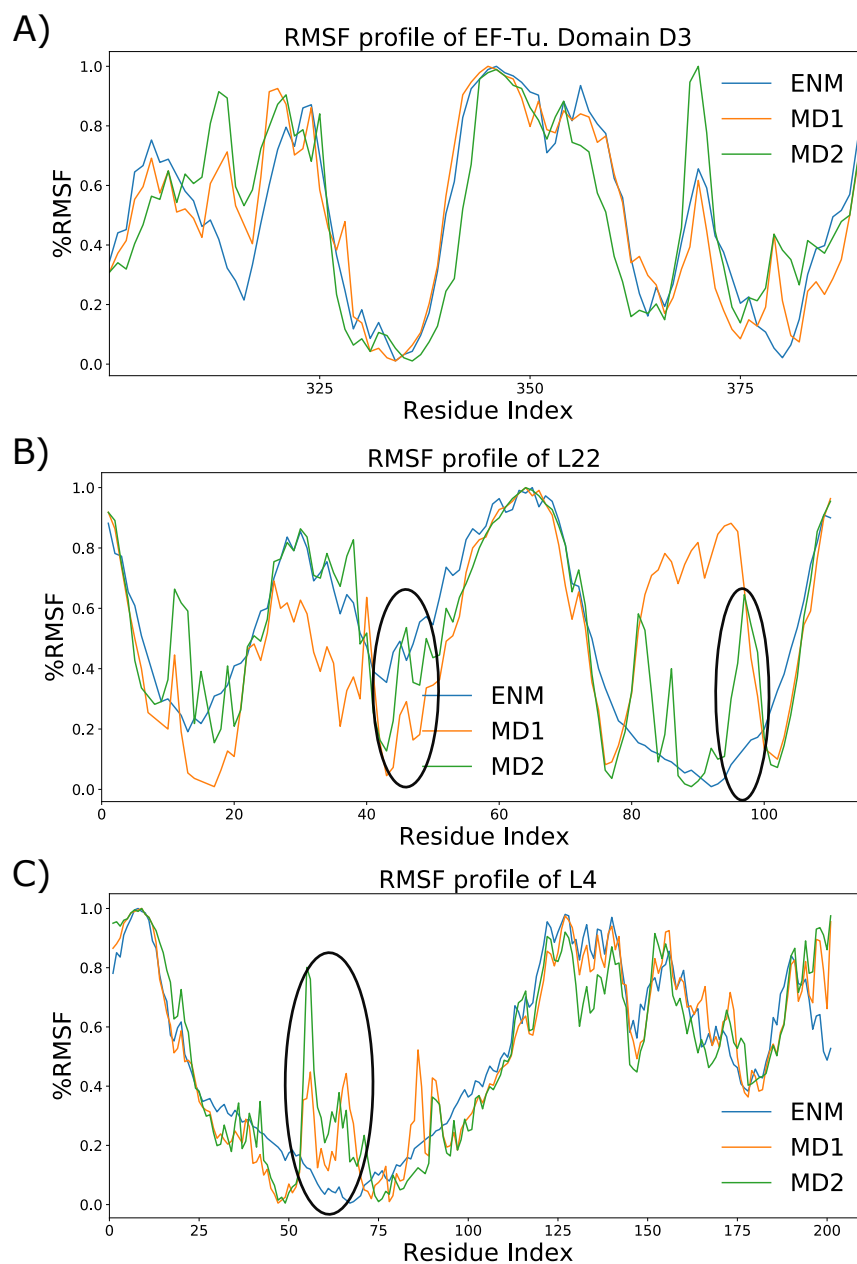 A)
RMSF profile of EF-Tu. Domain D3
1.0
0.8
0.6
0.4
0.2
0.0
%RMSF
ENM
MD1
MD2
325
350
375
Residue Index
B)
RMSF profile of L22
1.0
0.8
0.6
0.4
0.2
0.0
%RMSF
ENM
MD1
MD2
0
20
40
60
80
100
Residue Index
C)
RMSF profile of L4
1.0
0.8
0.6
0.4
0.2
0.0
%RMSF
ENM
MD1
MD2
0
25
50
75
100
125
150
175
200
Residue Index